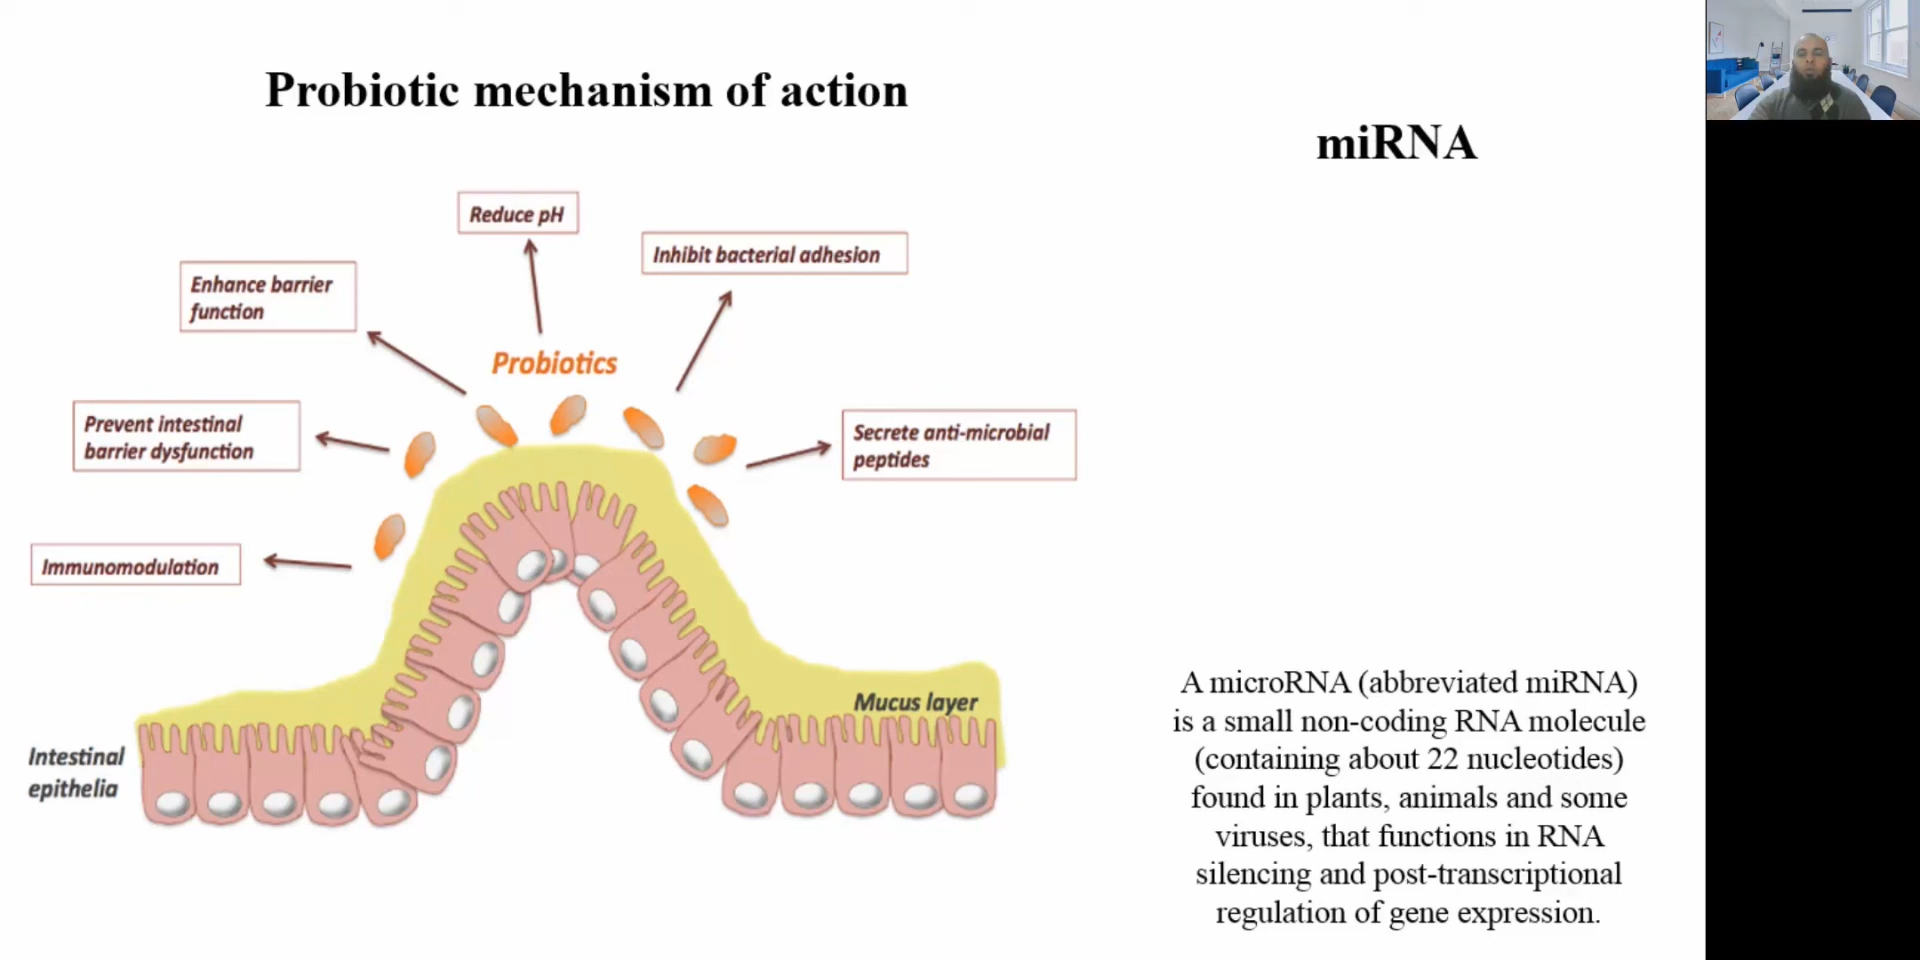 Probiotic mechanism of action
miRNA
Reduce pH
Inhibit bacterial adhesion
Enhance barrier
function
Probiotics
Prevent intestinal
barrier dysfunction
Secrete anti-microbial
peptides
Immunomodulation
Mucus layer
Intestinal
epithelia
A microRNA (abbreviated miRNA)
is a small non-coding RNA molecule
(containing about 22 nucleotides)
found in plants, animals and some
viruses, that functions in RNA
silencing and post-transcriptional
regulation of gene expression.